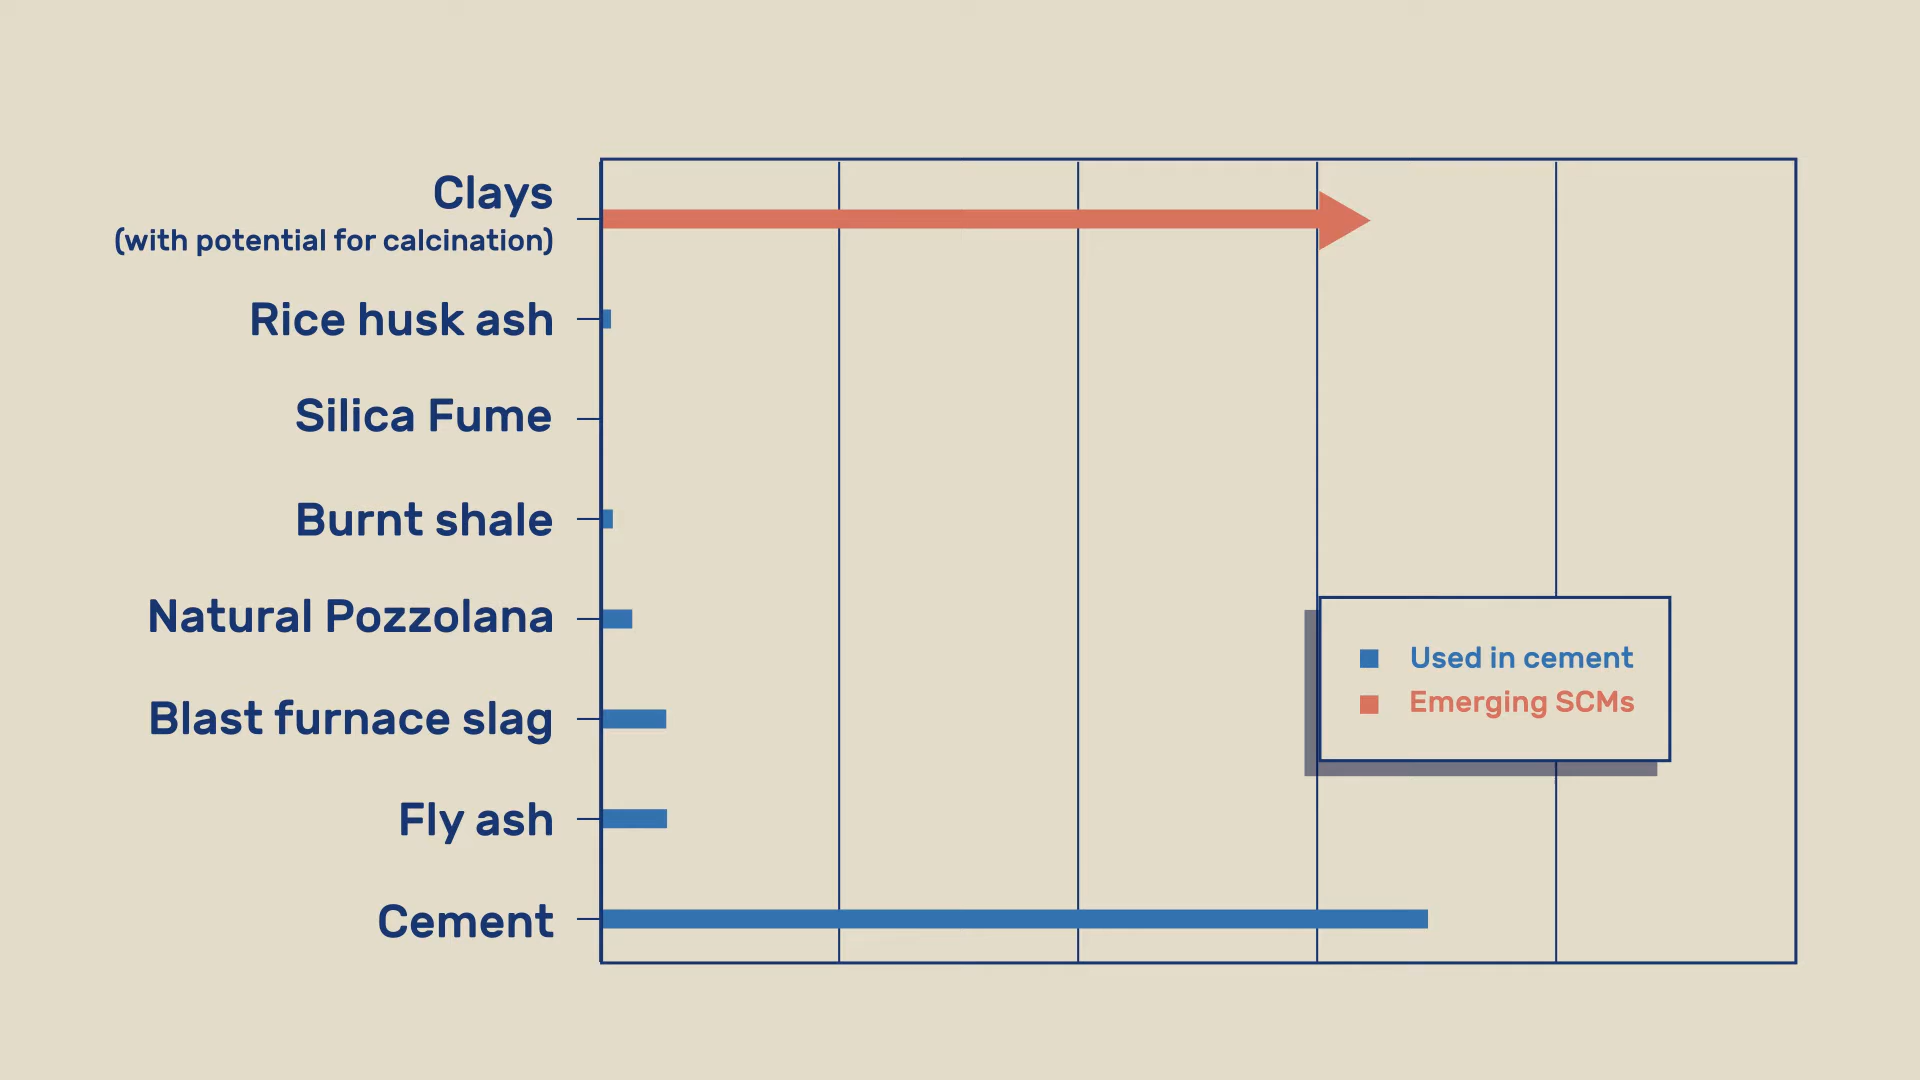 Clays
(with potential for calcination)
Rice husk ash
Silica Fume
Burnt shale
Natural Pozzolana
Blast furnace slag
Fly ash
Cement
Used in cement
Emerging SCMs